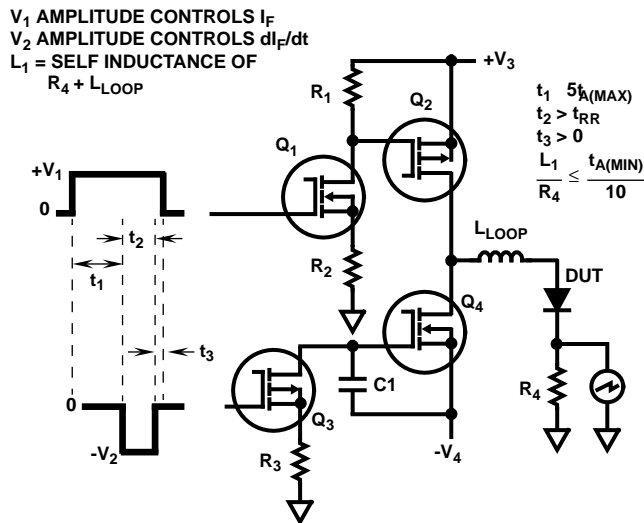 V1 AMPLITUDE CONTROLS IF
V2 AMPLITUDE CONTROLS dIF/dt
L1 = SELF INDUCTANCE OF
R4 + LLOOP
+V3
R1
Q2
t1 5tA(MAX)
t2 > tRR
t3 > 0
L1
R4
≤
tA(MIN)
10
Q1
+V1
0
t2
t1
R2
LLOOP
DUT
Q4
t3
0
C1
R4
Q3
-V2
R3
-V4